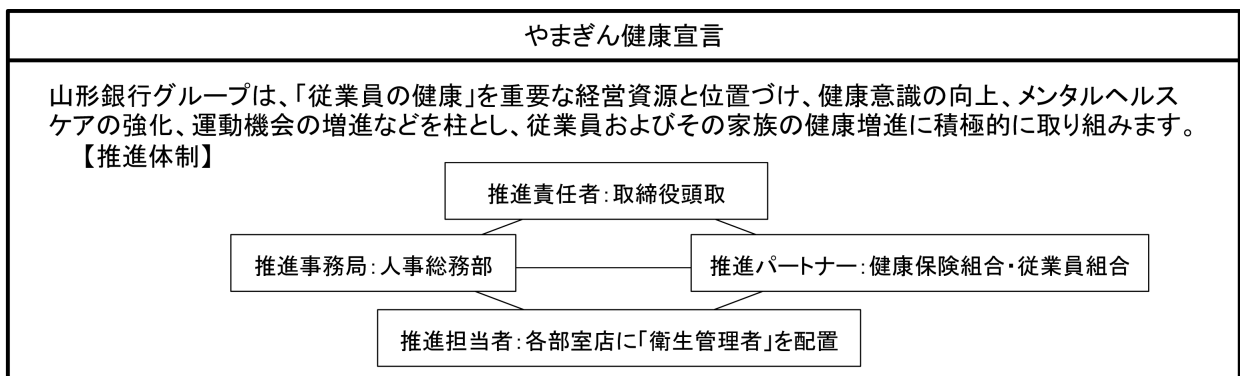 やまぎん健康宣言
山形銀行グループは、「従業員の健康」を重要な経営資源と位置づけ、健康意識の向上、メンタルヘルス
ケアの強化、運動機会の増進などを柱とし、従業員およびその家族の健康増進に積極的に取り組みます。
【推進体制】
推進責任者：取締役頭取
推進事務局：人事総務部
推進パートナー：健康保険組合・従業員組合
推進担当者：各部室店に「衛生管理者」を配置